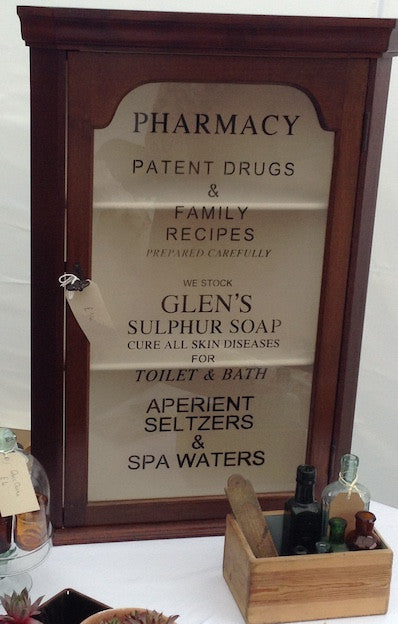 PHARMACY
PATENT DRUGS
&
FAMILY
RECIPES
PREPARED CAREFULLY
WE STOCK
GLEN'S
SULPHUR SOAP
CURE ALL SKIN DISEASES
FOR
TOILET & BATH
APERIENT
SELTZERS
&
SPA WATERS